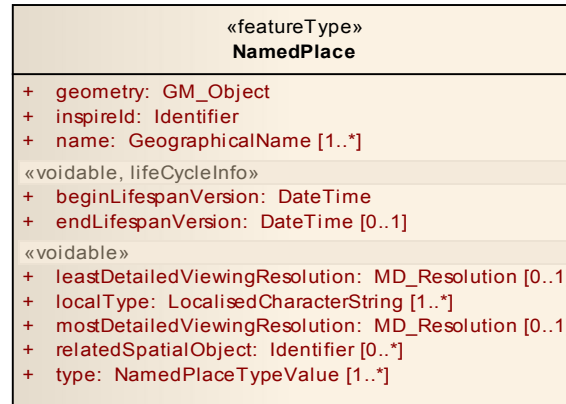 «featureType»
NamedPlace
+ geometry: GM_Object
+ inspireId: Identifier
+ name: GeographicalName [1..*]
«voidable, lifeCycleInfo»
+ beginLifespanVersion: DateTime
+ endLifespanVersion: DateTime [0..1]
«voidable»
+ leastDetailedViewingResolution: MD_Resolution [0..1
+ localType: LocalisedCharacterString [1..*]
+ mostDetailedViewingResolution: MD_Resolution [0..1
+ relatedSpatialObject: Identifier [0..*]
+ type: NamedPlaceTypeValue [1..*]